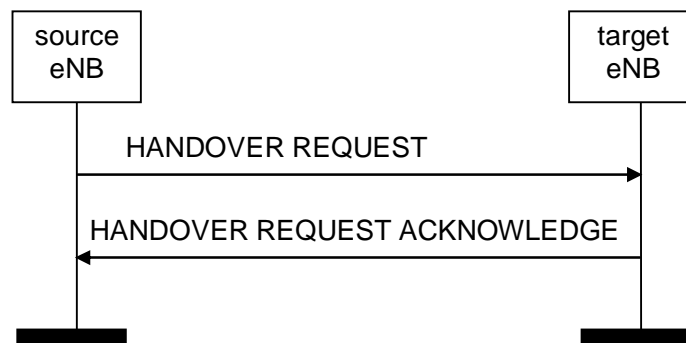 source
eNB
target
eNB
HANDOVER REQUEST
HANDOVER REQUEST ACKNOWLEDGE